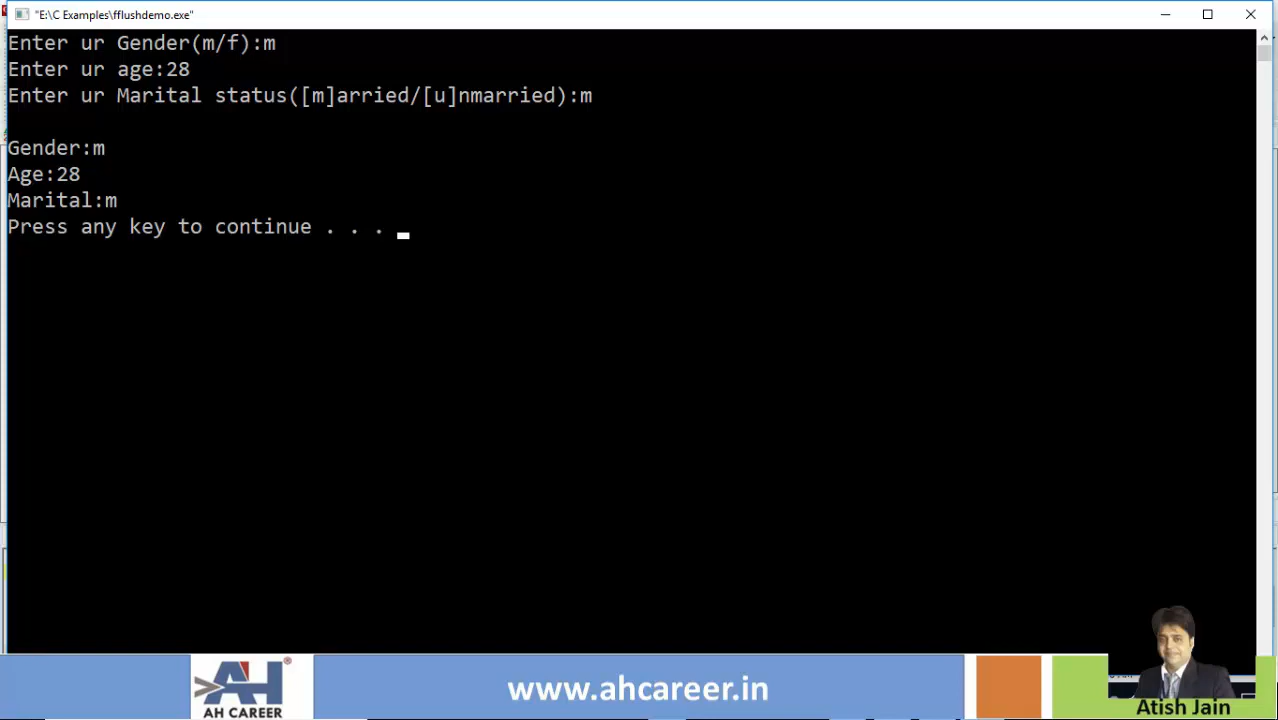 "E:\C Examples\fflushdemo.exe"
Enter ur Gender(m/f):m
Enter ur age:28
Enter ur Marital status([m]arried/[u]nmarried):m
Gender:m
Age:28
Marital:m
Press any key to continue . . .
AH
®
AH CAREER
www.ahcareer.in
Atish Jain